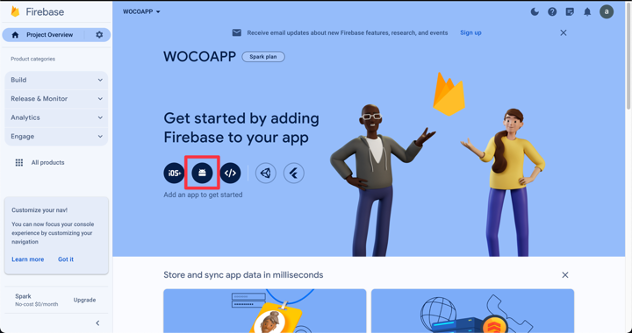 Firebase
WOCOAPP
Project Overview
Receive email updates about new Firebase features, research, and events
Sign up
a
Product categories
Build
Release & Monitor
Analytics
Engage
All products
WOCOAPP
Spark plan
Get started by adding
Firebase to your app
iOS+
</>
Add an app to get started
Customize your nav!
You can now focus your console
experience by customizing your
navigation
Learn more
Got it
Spark
No-cost $0/month
Upgrade
Store and sync app data in milliseconds